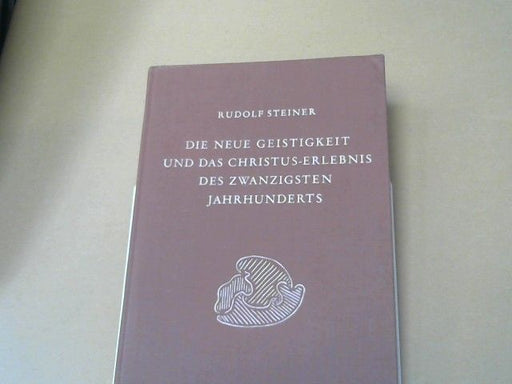 RUDOLF STEINER
DIE NEUE GEISTIGKEIT
UND DAS CHRISTUS-ERLEBNIS
DES ZWANZIGSTEN
JAHRHUNDERTS